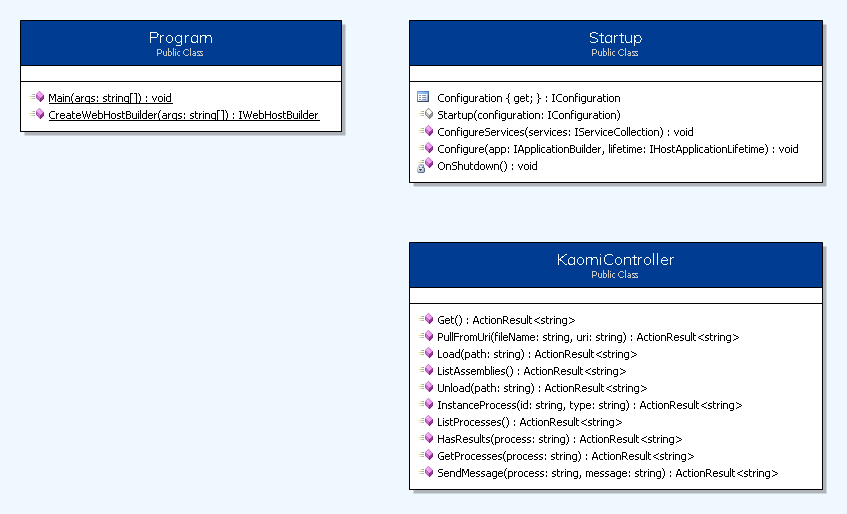 Program
Public Class
Main(args: string[]) : void
CreateWebHostBuilder(args: string[]) : IWebHostBuilder
Startup
Public Class
Configuration { get; } : IConfiguration
Startup(configuration: IConfiguration)
ConfigureServices(services: IServiceCollection) : void
Configure(app: IApplicationBuilder, lifetime: IHostApplicationLifetime) : void
OnShutdown() : void
KaomiController
Public Class
Get() : ActionResult<string>
PullFromUri(fileName: string, uri: string) : ActionResult<string>
Load(path: string) : ActionResult<string>
ListAssemblies() : ActionResult<string>
Unload(path: string) : ActionResult<string>
InstanceProcess(id: string, type: string) : ActionResult<string>
ListProcesses() : ActionResult<string>
HasResults(process: string) : ActionResult<string>
GetProcesses(process: string) : ActionResult<string>
SendMessage(process: string, message: string) : ActionResult<string>